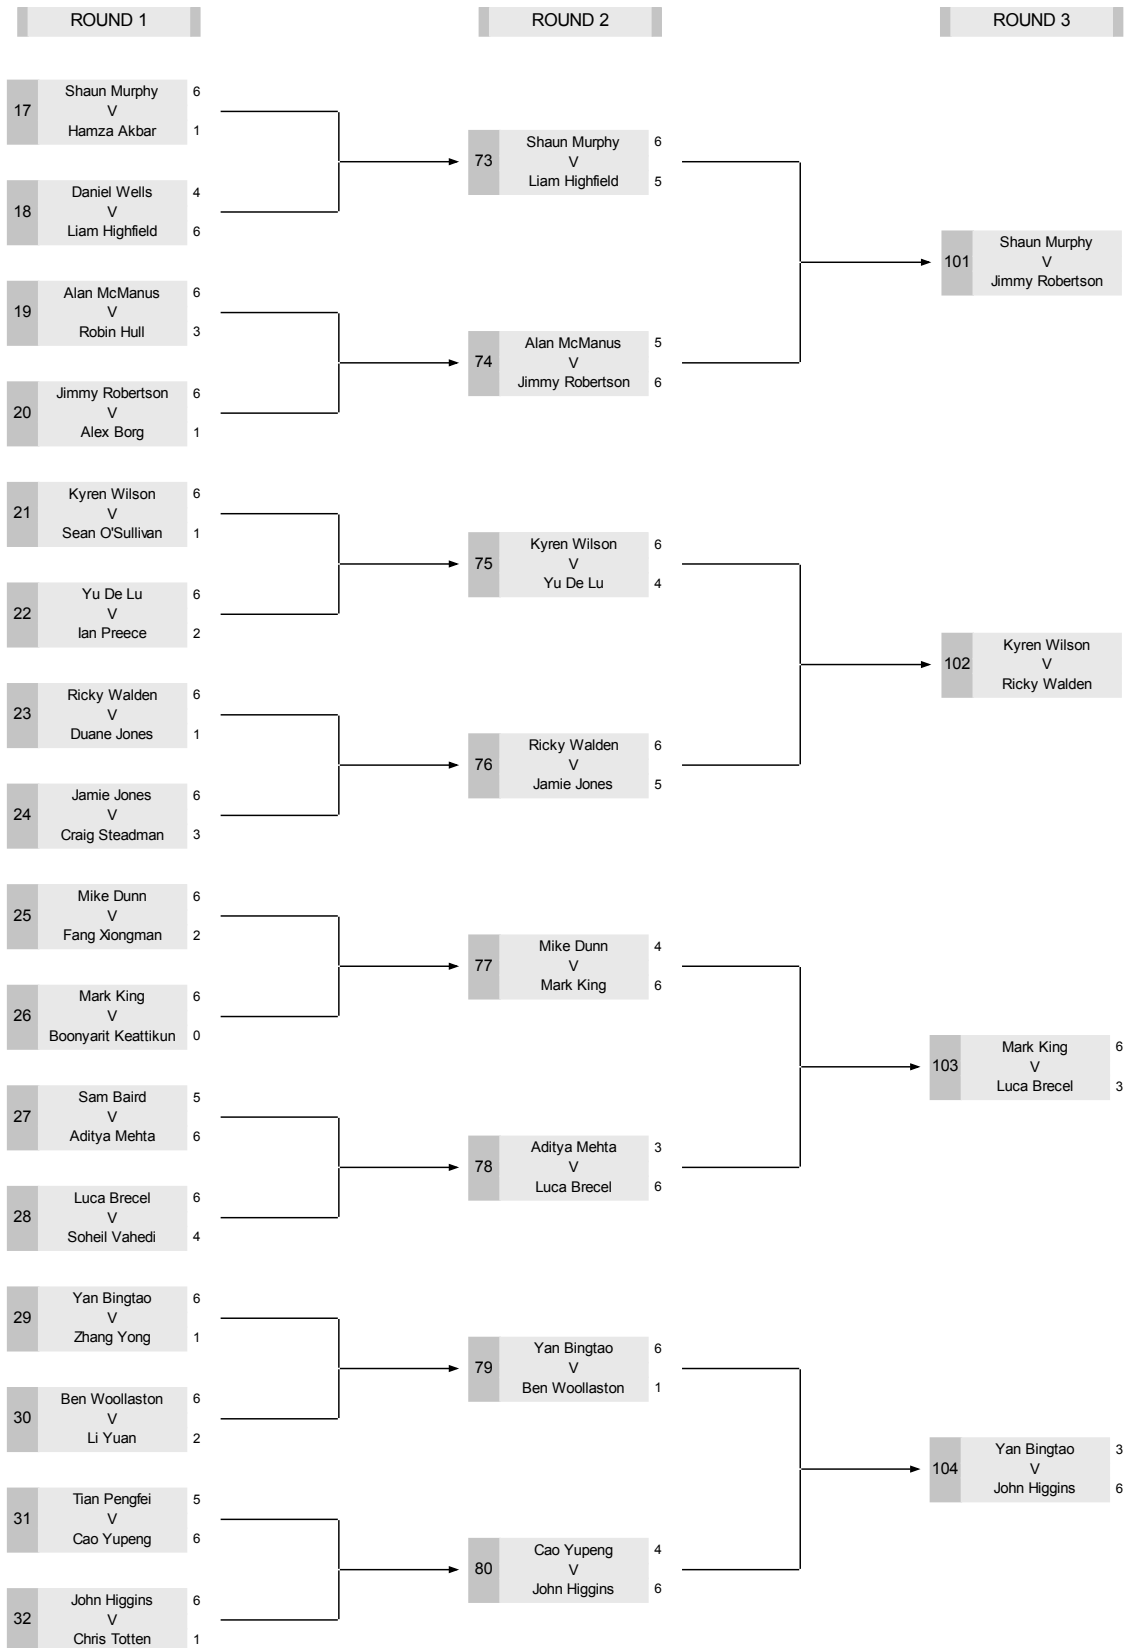 ROUND 1
ROUND 2
ROUND 3
17
Shaun Murphy 6
V
Hamza Akbar 1
18
Daniel Wells 4
V
Liam Highfield 6
19
Alan McManus 6
V
Robin Hull 3
20
Jimmy Robertson 6
V
Alex Borg 1
21
Kyren Wilson 6
V
Sean O'Sullivan 1
22
Yu De Lu 6
V
Ian Preece 2
23
Ricky Walden 6
V
Duane Jones 1
24
Jamie Jones 6
V
Craig Steadman 3
25
Mike Dunn 6
V
Fang Xiongman 2
26
Mark King 6
V
Boonyarit Keattikun 0
27
Sam Baird 5
V
Aditya Mehta 6
28
Luca Brecel 6
V
Soheil Vahedi 4
29
Yan Bingtao 6
V
Zhang Yong 1
30
Ben Woollaston 6
V
Li Yuan 2
31
Tian Pengfei 5
V
Cao Yupeng 6
32
John Higgins 6
V
Chris Totten 1
73
Shaun Murphy 6
V
Liam Highfield 5
74
Alan McManus 5
V
Jimmy Robertson 6
75
Kyren Wilson 6
V
Yu De Lu 4
76
Ricky Walden 6
V
Jamie Jones 5
77
Mike Dunn 4
V
Mark King 6
78
Aditya Mehta 3
V
Luca Brecel 6
79
Yan Bingtao 6
V
Ben Woollaston 1
80
Cao Yupeng 4
V
John Higgins 6
101
Shaun Murphy
V
Jimmy Robertson
102
Kyren Wilson
V
Ricky Walden
103
Mark King 6
V
Luca Brecel 3
104
Yan Bingtao 3
V
John Higgins 6